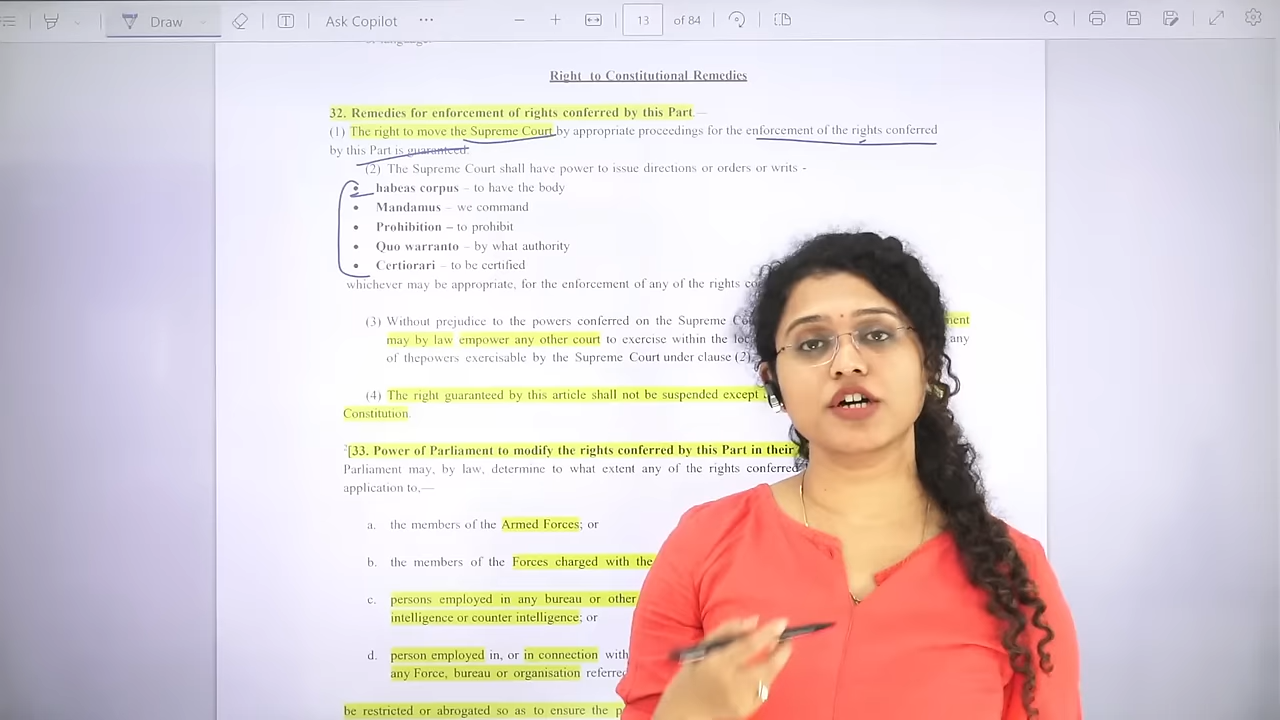 Draw
Ask Copilot
13 of 84
Right to Constitutional Remedies
32. Remedies for enforcement of rights conferred by this Part.—
(1) The right to move the Supreme Court by appropriate proceedings for the enforcement of the rights conferred
by this Part is guaranteed.
(2) The Supreme Court shall have power to issue directions or orders or writs -
• habeas corpus – to have the body
• Mandamus – we command
• Prohibition – to prohibit
• Quo warranto – by what authority
• Certiorari – to be certified
whichever may be appropriate, for the enforcement of any of the rights
(3) Without prejudice to the powers conferred on the Supreme
may by law empower any other court to exercise within the any
of thepowers exercisable by the Supreme Court under clause (2)
(4) The right guaranteed by this article shall not be suspended except
Constitution.
[33. Power of Parliament to modify the rights conferred by this Part in their
Parliament may, by law, determine to what extent any of the rights conferred
application to,—
a. the members of the Armed Forces; or
b. the members of the Forces charged with the
c. persons employed in any bureau or other
intelligence or counter intelligence; or
d. person employed in, or in connection with
any Force, bureau or organisation
be restricted or abrogated so as to ensure the